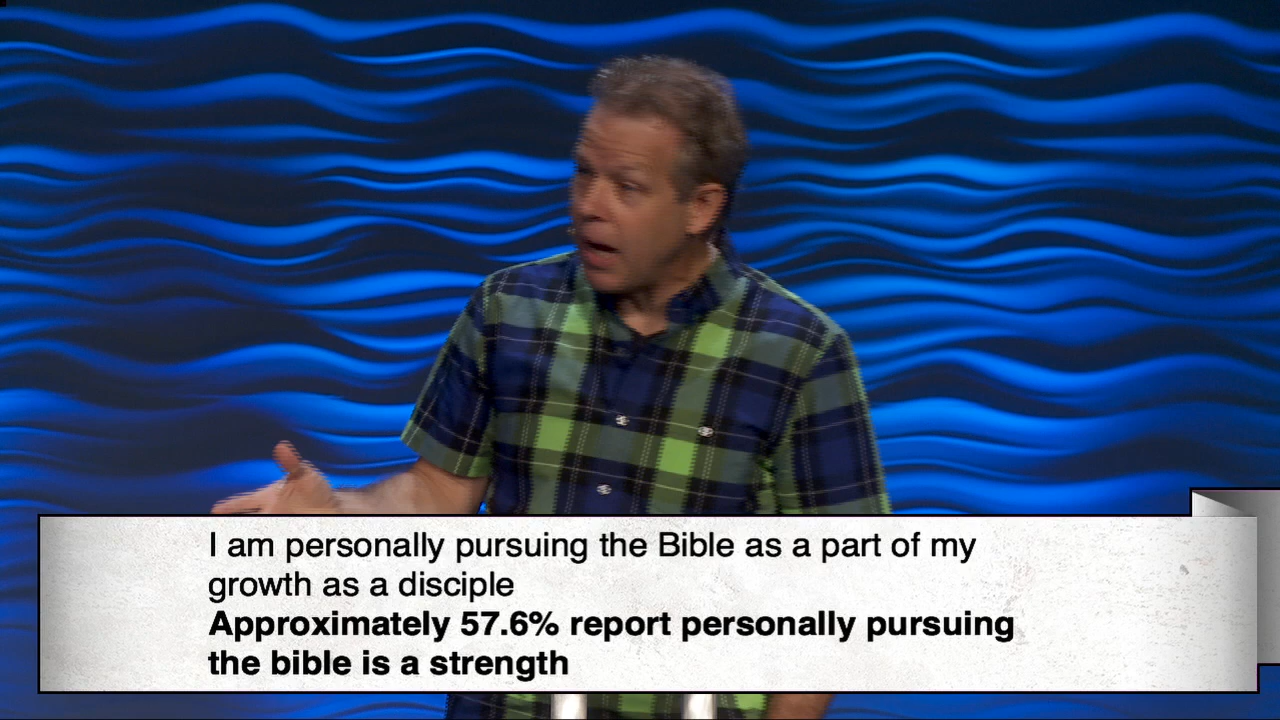 I am personally pursuing the Bible as a part of my
growth as a disciple
Approximately 57.6% report personally pursuing
the bible is a strength